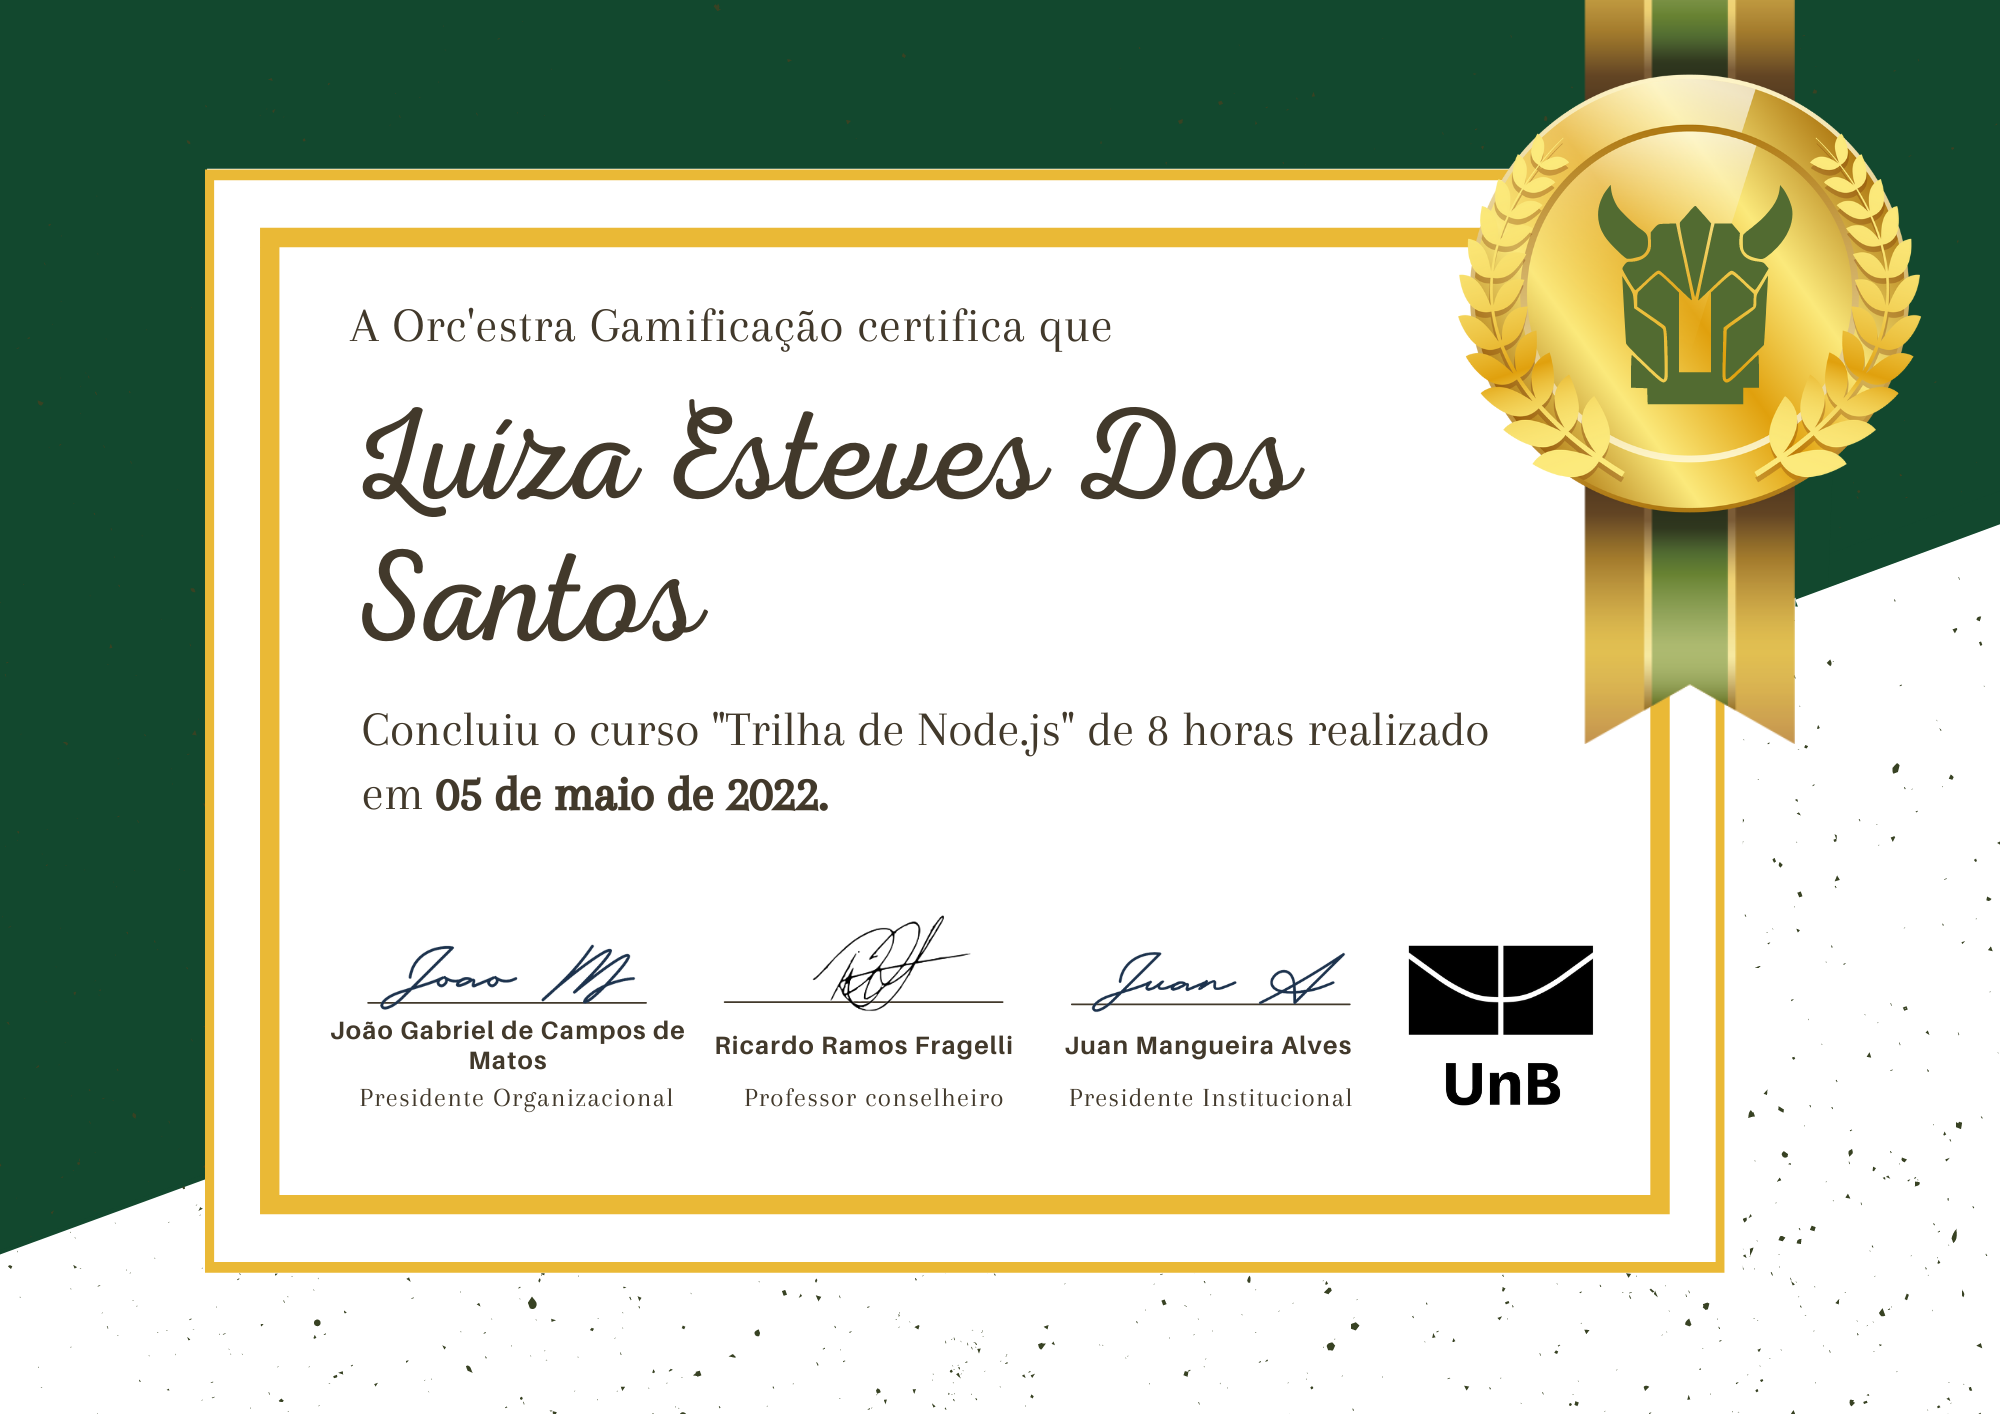 A Orc'estra Gamificação certifica que
Luíza Esteves Dos
Santos
Concluiu o curso "Trilha de Node.js" de 8 horas realizado
em 05 de maio de 2022.
Joao M
Juan A
João Gabriel de Campos de
Matos
Presidente Organizacional
Ricardo Ramos Fragelli
Professor conselheiro
Juan Mangueira Alves
Presidente Institucional
UnB